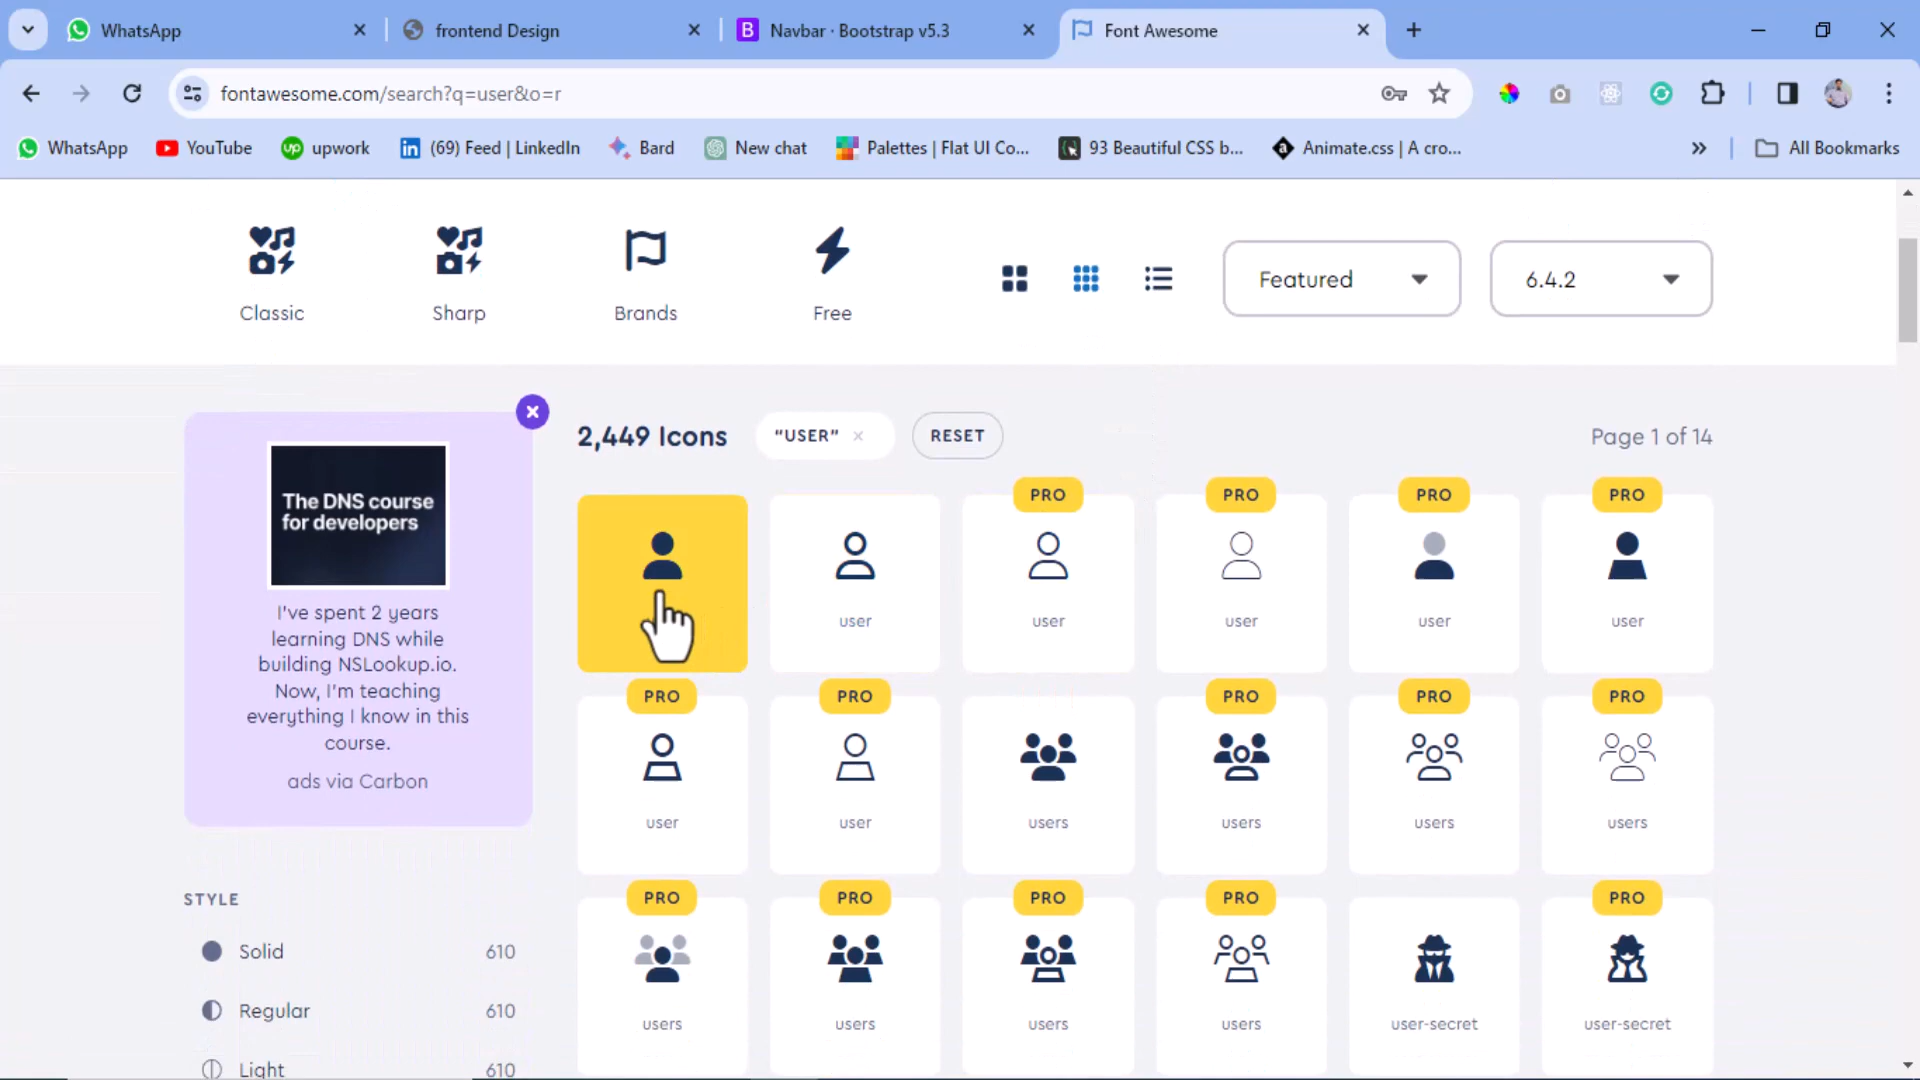 WhatsApp
frontend Design
B Navbar · Bootstrap v5.3
Font Awesome
fontawesome.com/search?q=user&o=r
WhatsApp
YouTube
up upwork
in (69) Feed | LinkedIn
Bard
New chat
Palettes | Flat UI Co...
93 Beautiful CSS b...
a Animate.css | A cro...
»
All Bookmarks
Classic
Sharp
Brands
Free
Featured
6.4.2
The DNS course
for developers
I've spent 2 years
learning DNS while
building NSLookup.io.
Now, I'm teaching
everything I know in this
course.
ads via Carbon
STYLE
Solid 610
Regular 610
Light 610
2,449 Icons "USER" × RESET Page 1 of 14
PRO PRO PRO PRO
user user user user user
PRO PRO PRO PRO PRO
user user users users users users
PRO PRO PRO PRO PRO
users users users users user-secret user-secret